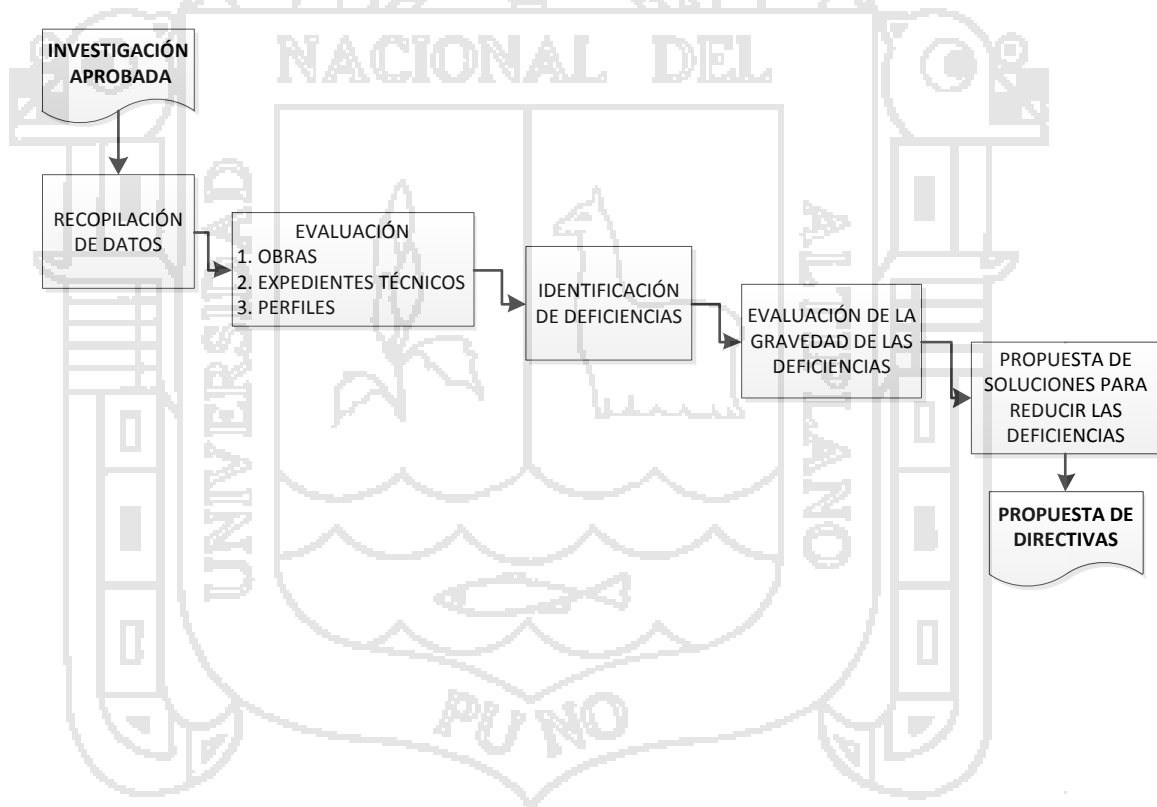 INVESTIGACIÓN
APROBADA
RECOPILACIÓN
DE DATOS
EVALUACIÓN
1. OBRAS
2. EXPEDIENTES TÉCNICOS
3. PERFILES
IDENTIFICACIÓN
DE DEFICIENCIAS
EVALUACIÓN DE LA
GRAVEDAD DE LAS
DEFICIENCIAS
PROPUESTA DE
SOLUCIONES PARA
REDUCIR LAS
DEFICIENCIAS
PROPUESTA DE
DIRECTIVAS
UNIVERSIDAD
NACIONAL DEL
ALTIPLANO
PUNO